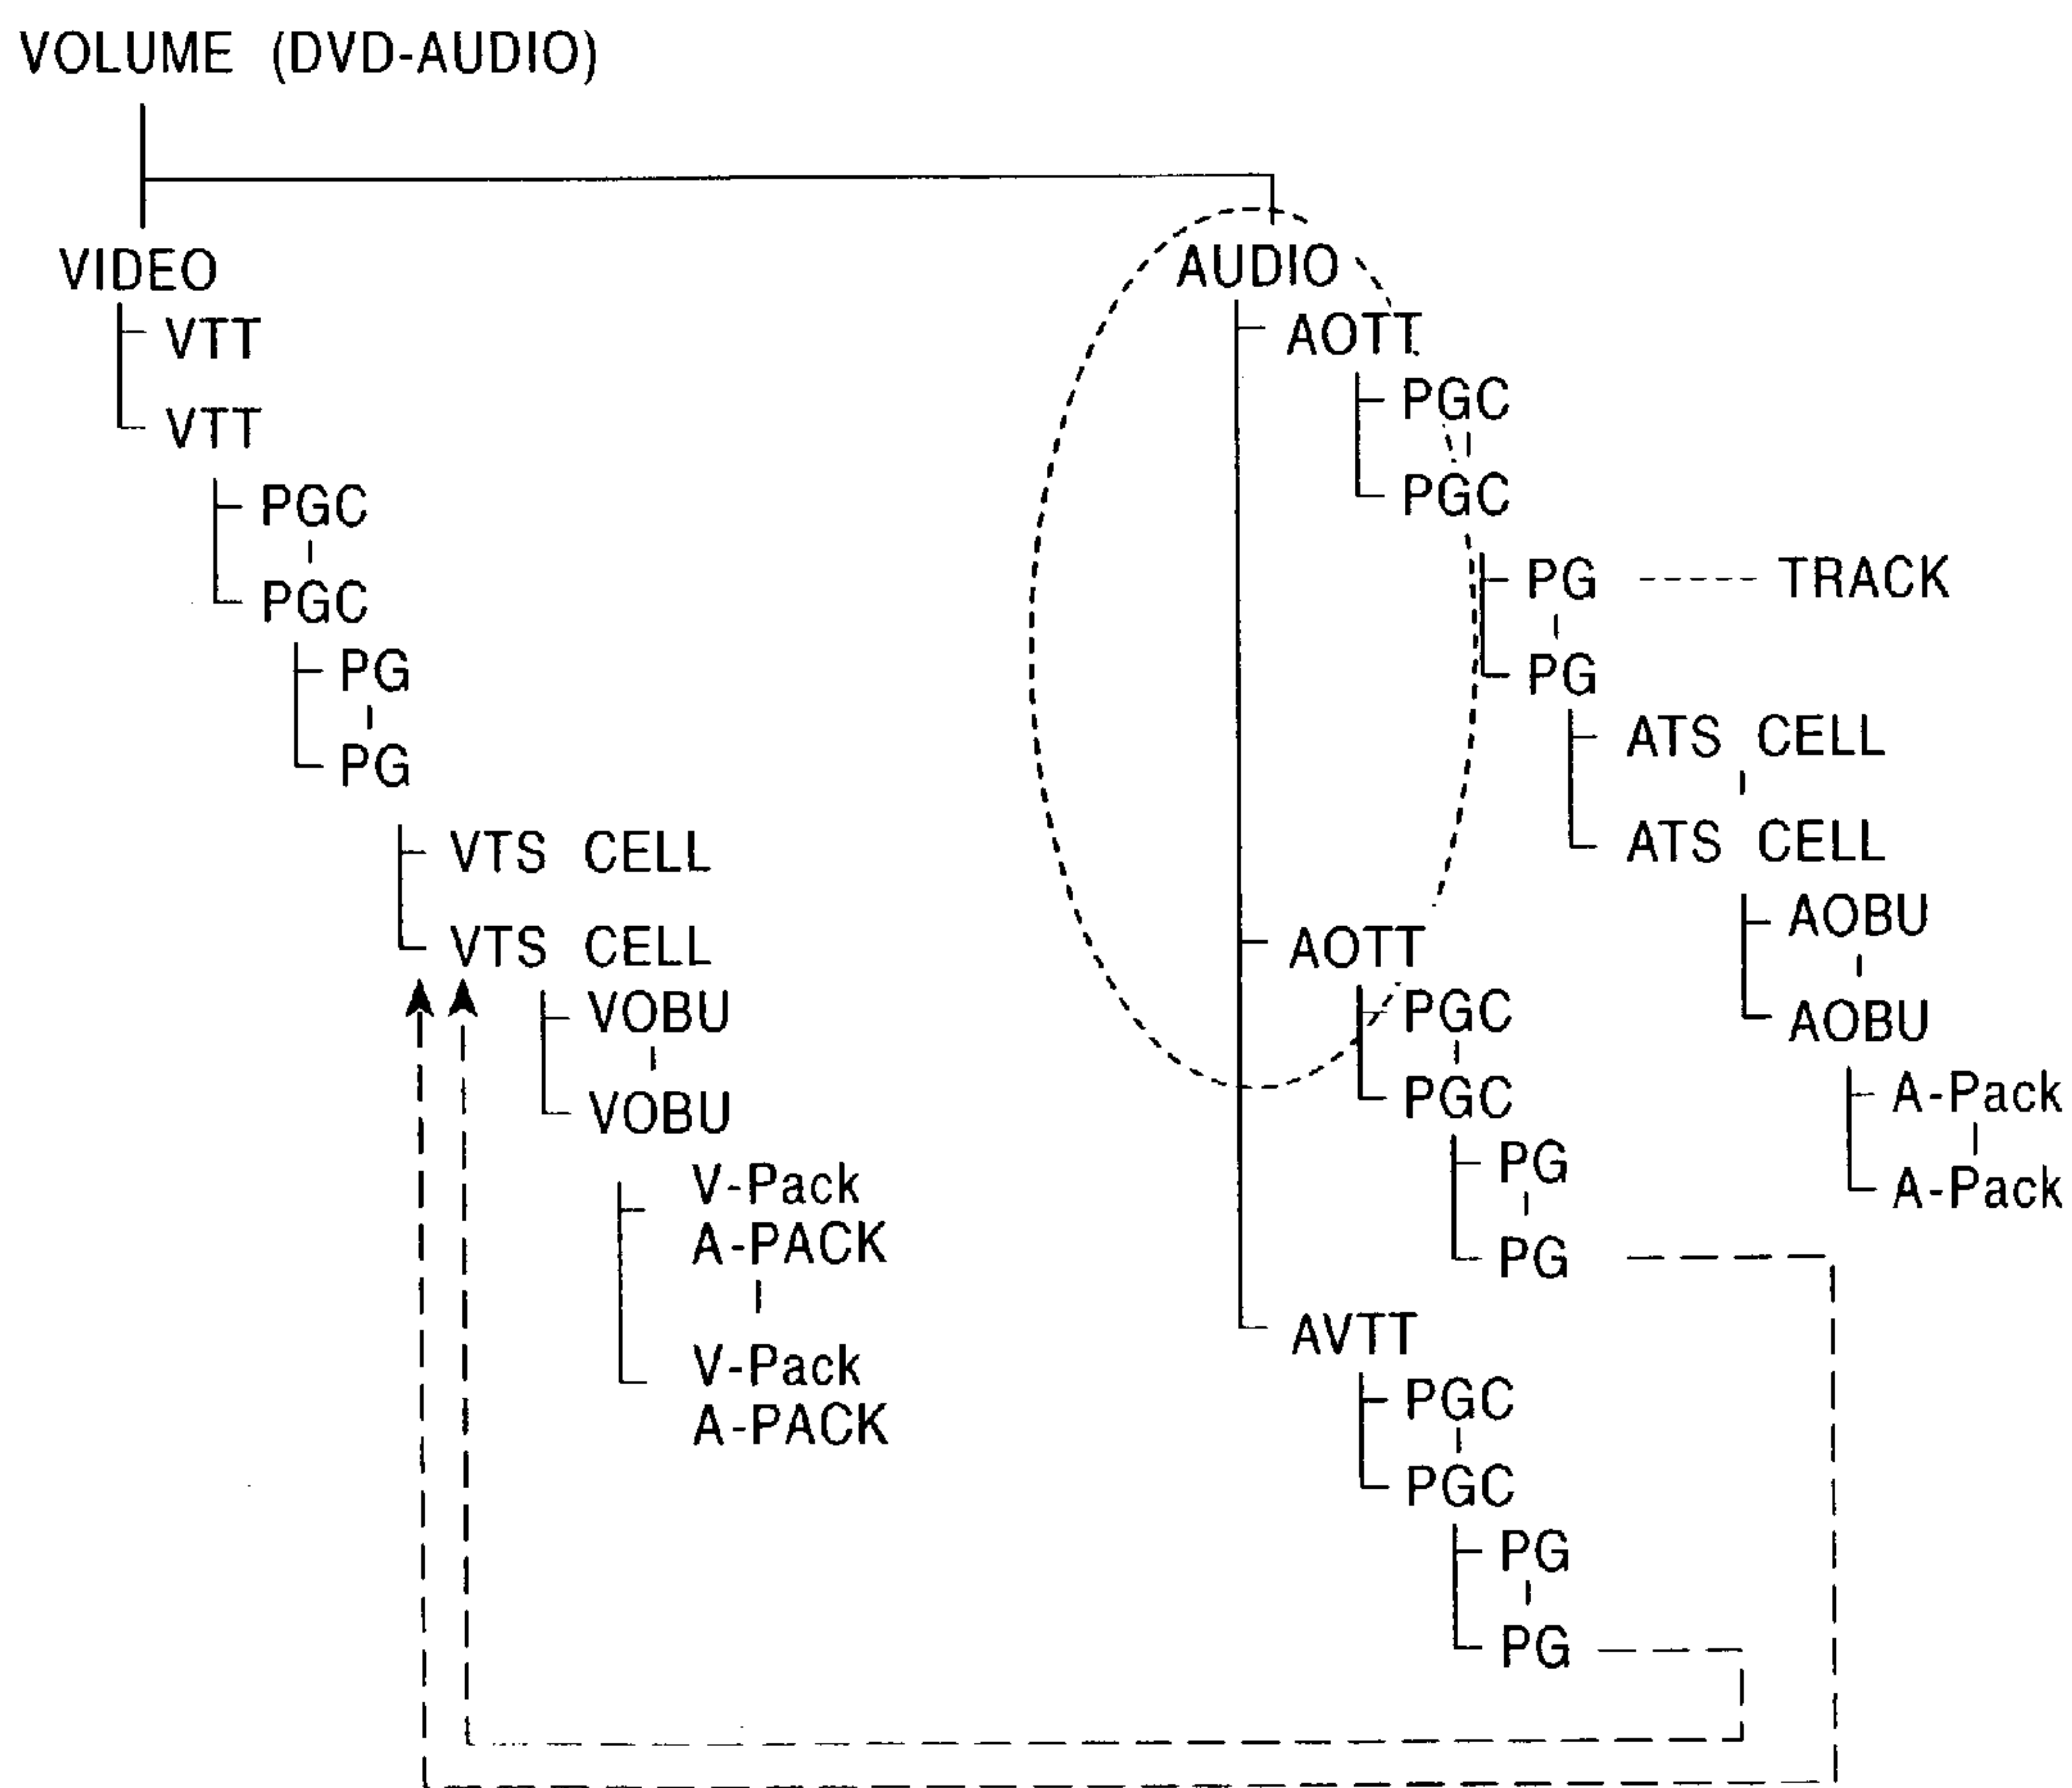 VOLUME (DVD-AUDIO)
VIDEO
VTT
VTT
PGC
PGC
PG
PG
VTS CELL
VTS CELL
VOBU
VOBU
V-Pack
A-PACK
V-Pack
A-PACK
AUDIO
AOTT
PGC
PGC
PG
TRACK
PG
ATS CELL
ATS CELL
AOBU
AOBU
A-Pack
A-Pack
AOTT
PGC
PGC
PG
PG
AVTT
PGC
PGC
PG
PG